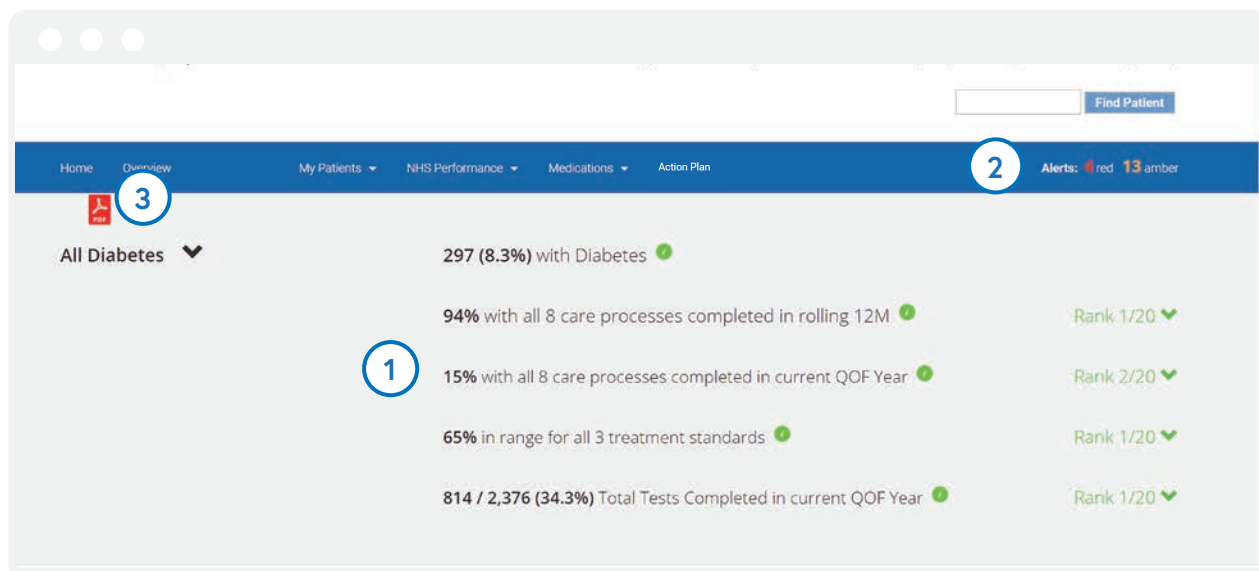 Find Patient
Home Overview My Patients NHS Performance Medications Action Plan 2 Alerts: red 13 amber
PDF 3
All Diabetes 297 (8.3%) with Diabetes
94% with all 8 care processes completed in rolling 12M Rank 1/20
1 15% with all 8 care processes completed in current QOF Year Rank 2/20
65% in range for all 3 treatment standards Rank 1/20
814 / 2,376 (34.3%) Total Tests Completed in current QOF Year Rank 1/20